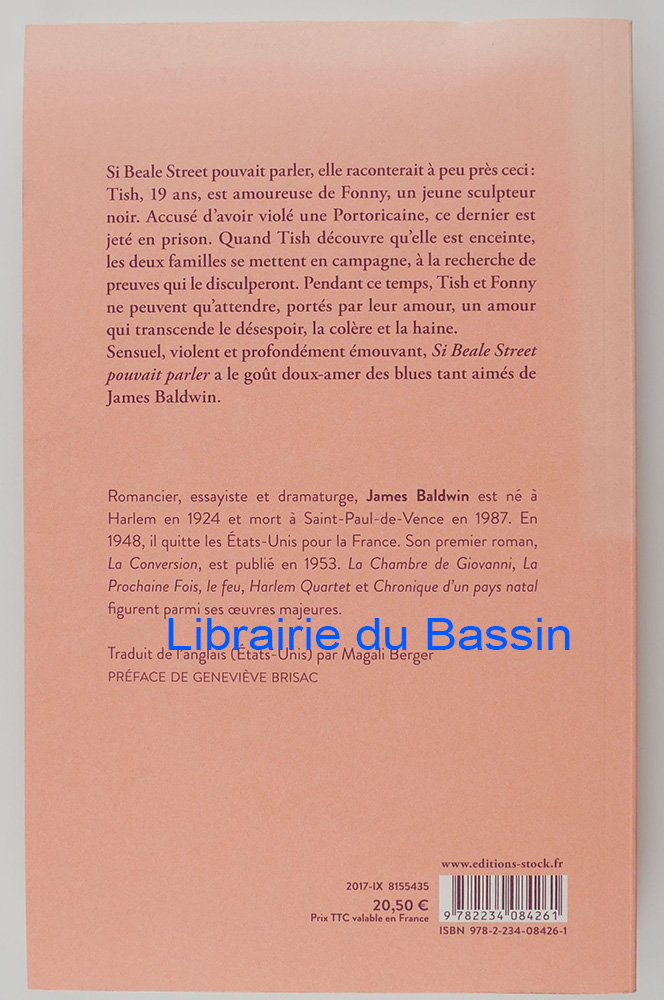 Si Beale Street pouvait parler, elle raconterait à peu près ceci :
Tish, 19 ans, est amoureuse de Fonny, un jeune sculpteur
noir. Accusé d'avoir violé une Portoricaine, ce dernier est
jeté en prison. Quand Tish découvre qu'elle est enceinte,
les deux familles se mettent en campagne, à la recherche de
preuves qui le disculperont. Pendant ce temps, Tish et Fonny
ne peuvent qu'attendre, portés par leur amour, un amour
qui transcende le désespoir, la colère et la haine.
Sensuel, violent et profondément émouvant, Si Beale Street
pouvait parler a le goût doux-amer des blues tant aimés de
James Baldwin.
Romancier, essayiste et dramaturge, James Baldwin est né à
Harlem en 1924 et mort à Saint-Paul-de-Vence en 1987. En
1948, il quitte les États-Unis pour la France. Son premier roman,
La Conversion, est publié en 1953. La Chambre de Giovanni, La
Prochaine Fois, le feu, Harlem Quartet et Chronique d'un pays natal
figurent parmi ses œuvres majeures.
Librairie du Bassin
Traduit de l'anglais (États-Unis) par Magali Berger
PRÉFACE DE GENEVIÈVE BRISAC
www.editions-stock.fr
2017-IX 8155435
20,50 €
Prix TTC valable en France
9 782234 084261
ISBN 978-2-234-08426-1